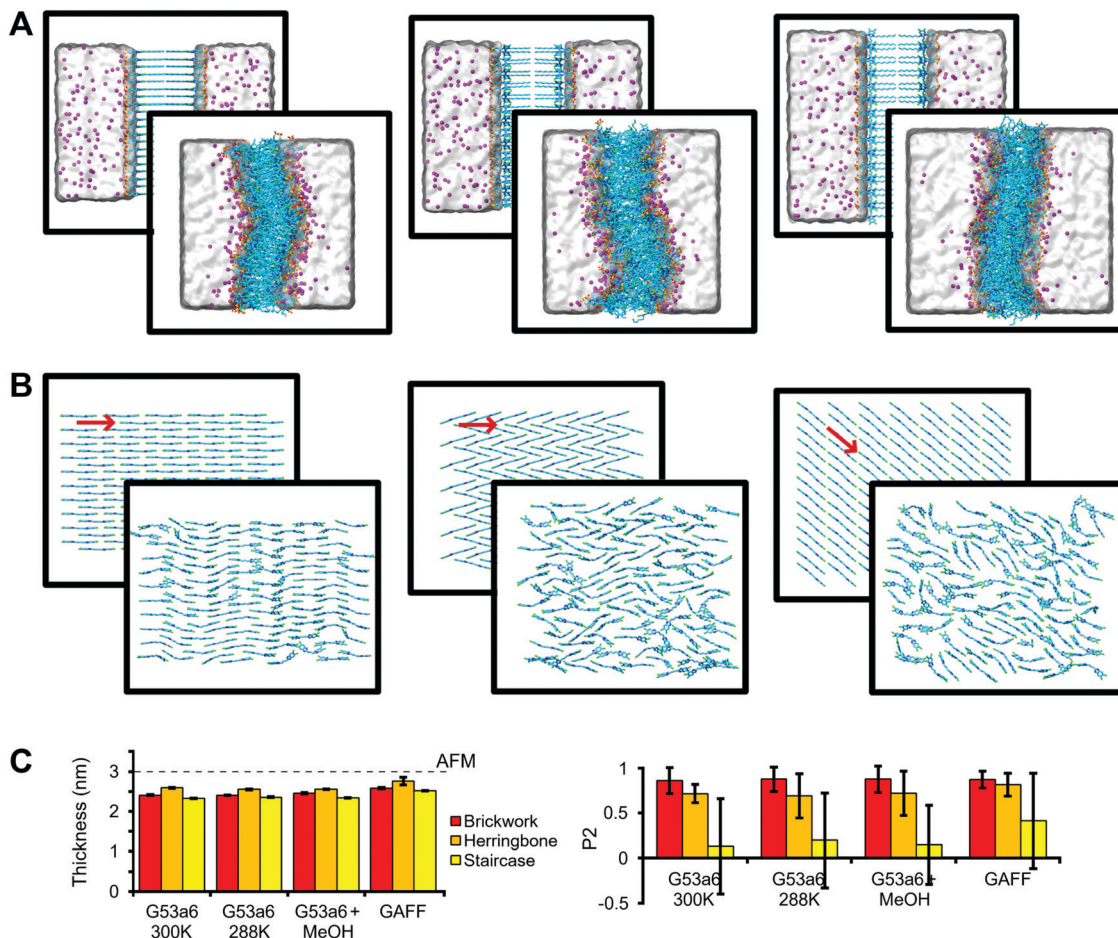 A
B
C
Thickness (nm)
3
2
1
0
AFM
G53a6
300K
G53a6
288K
G53a6 +
MeOH
GAFF
Brickwork
Herringbone
Staircase
P2
1
0.5
0
-0.5
G53a6
300K
G53a6
288K
G53a6 +
MeOH
GAFF